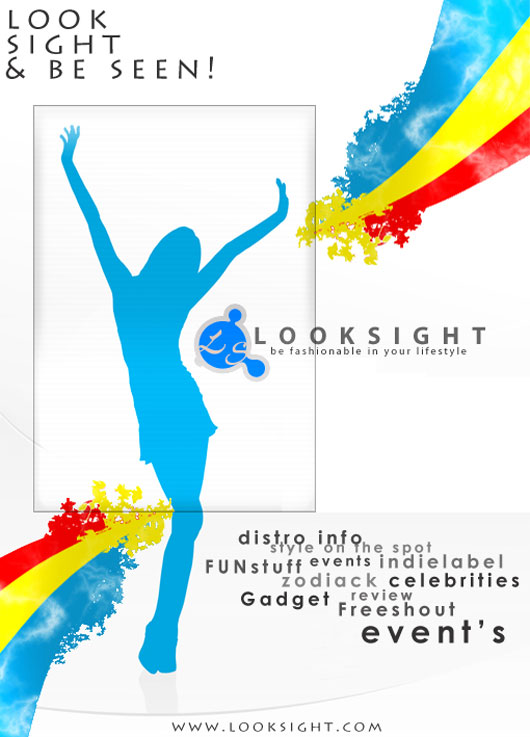 LOOK
SIGHT
& BE SEEN!
Ls
LOOKSIGHT
be fashionable in your lifestyle
distro info
style on the spot
FUNstuff events indielabel
zodiack celebrities
Gadget review
Freeshout
event's
WWW.LOOKSIGHT.COM